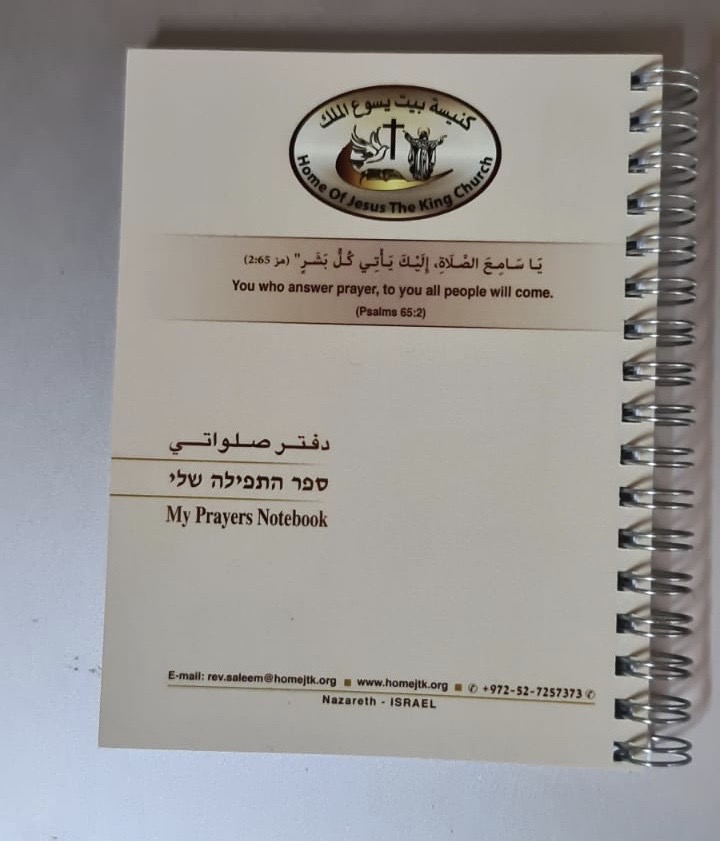 كنيسة بيت يسوع الملك
Home Of Jesus The King Church
يَا سَامِعَ الصَّلَاةِ، إِلَيْكَ يَأْتِي كُلُّ بَشَرٍ" (مز 2:65)
You who answer prayer, to you all people will come.
(Psalms 65:2)
دفتر صلواتي
ספר התפילה שלי
My Prayers Notebook
E-mail: rev.saleem@homejtk.org ■ www.homejtk.org ■ ✆ +972-52-7257373 ✆
Nazareth - ISRAEL